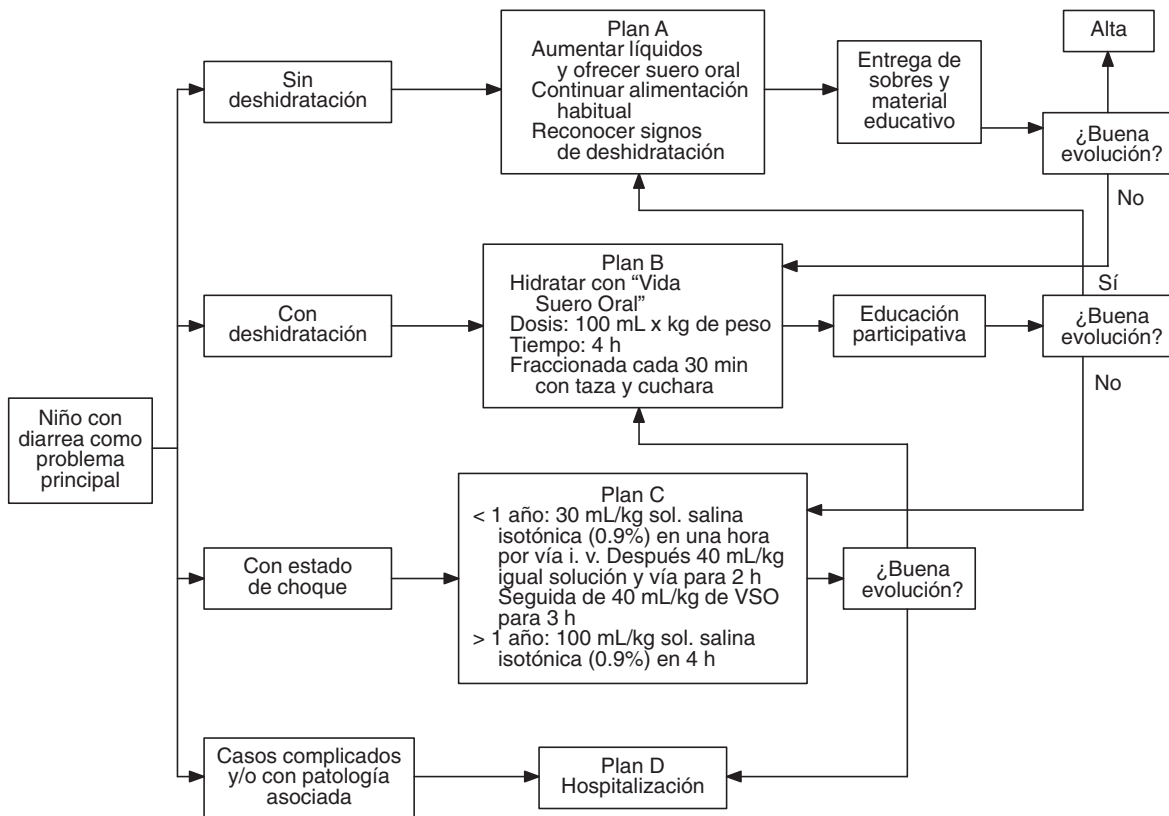 Niño con
diarrea como
problema
principal
Sin
deshidratación
Plan A
Aumentar líquidos
y ofrecer suero oral
Continuar alimentación
habitual
Reconocer signos
de deshidratación
Entrega de
sobres y
material
educativo
Alta
¿Buena
evolución?
No
Con
deshidratación
Plan B
Hidratar con “Vida
Suero Oral”
Dosis: 100 mL x kg de peso
Tiempo: 4 h
Fraccionada cada 30 min
con taza y cuchara
Educación
participativa
Sí
¿Buena
evolución?
No
Con estado
de choque
Plan C
< 1 año: 30 mL/kg sol. salina
isotónica (0.9%) en una hora
por vía i. v. Después 40 mL/kg
igual solución y vía para 2 h
Seguida de 40 mL/kg de VSO
para 3 h
> 1 año: 100 mL/kg sol. salina
isotónica (0.9%) en 4 h
¿Buena
evolución?
Casos complicados
y/o con patología
asociada
Plan D
Hospitalización